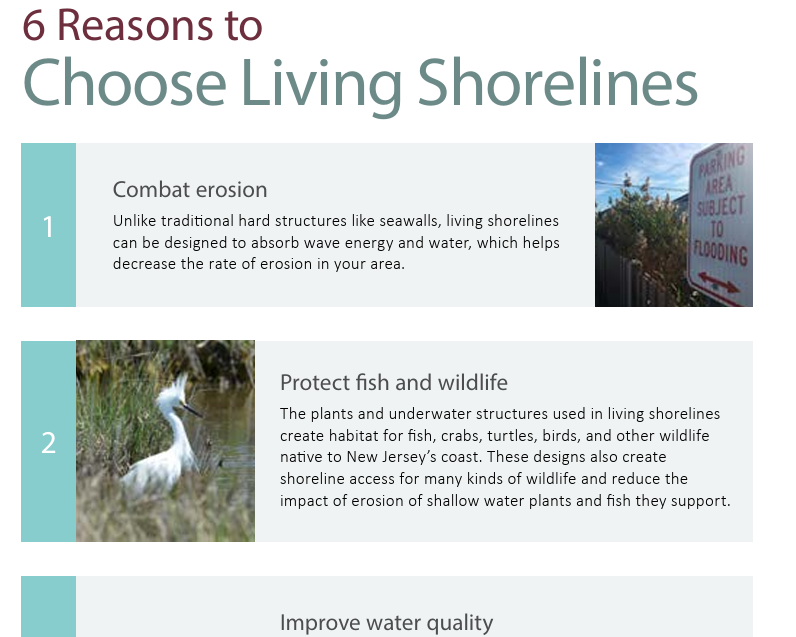 6 Reasons to
Choose Living Shorelines
1
Combat erosion
Unlike traditional hard structures like seawalls, living shorelines
can be designed to absorb wave energy and water, which helps
decrease the rate of erosion in your area.
PARKING
AREA
SUBJECT
TO
FLOODING
2
Protect fish and wildlife
The plants and underwater structures used in living shorelines
create habitat for fish, crabs, turtles, birds, and other wildlife
native to New Jersey’s coast. These designs also create
shoreline access for many kinds of wildlife and reduce the
impact of erosion of shallow water plants and fish they support.
Improve water quality